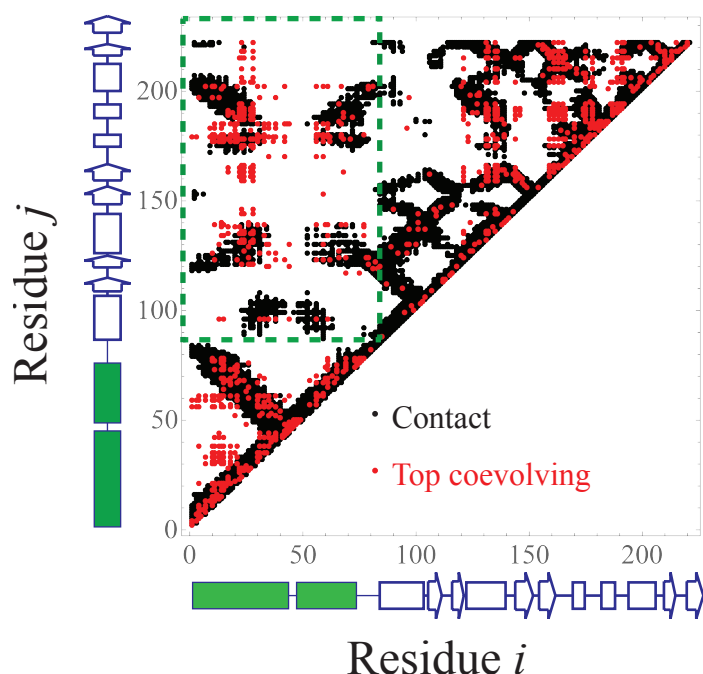 200
150
100
50
0
Residue j
• Contact
• Top coevolving
0 50 100 150 200
Residue i